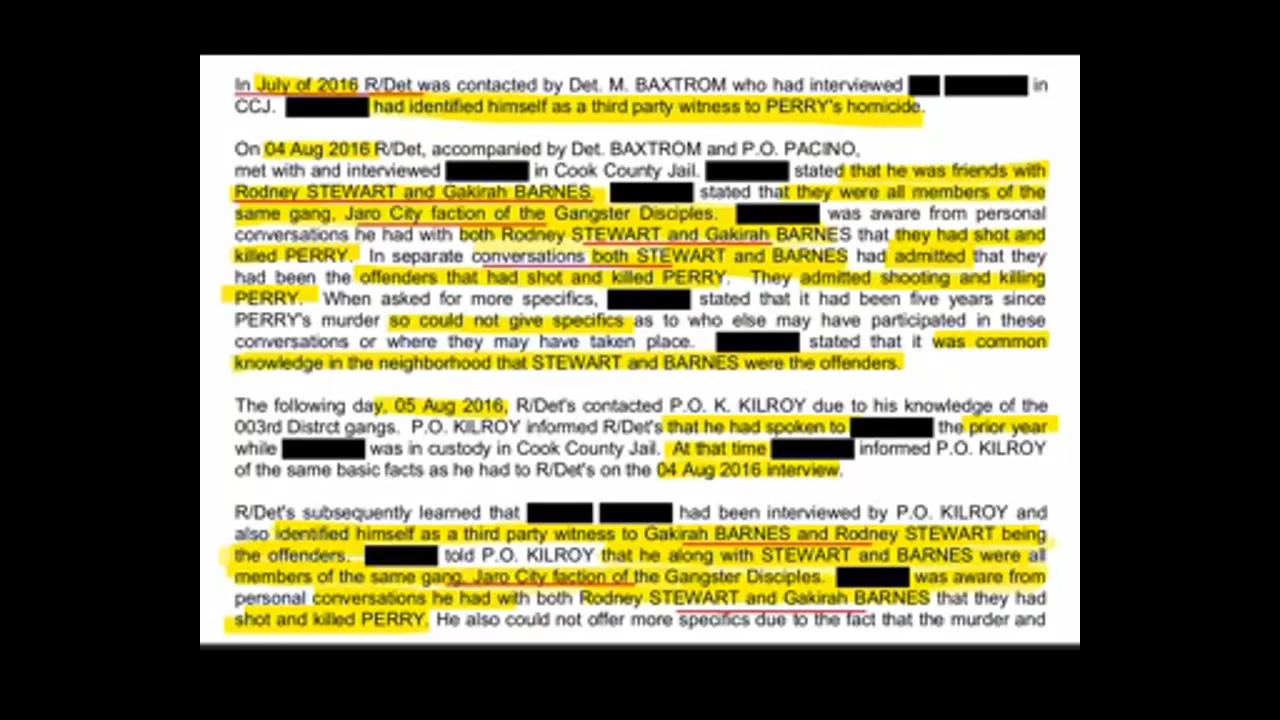 In July of 2016 R/Det was contacted by Det. M. BAXTROM who had interviewed in
CCJ. had identified himself as a third party witness to PERRY's homicide.
On 04 Aug 2016 R/Det, accompanied by Det. BAXTROM and P.O. PACINO,
met with and interviewed in Cook County Jail. stated that he was friends with
Rodney STEWART and Gakirah BARNES. stated that they were all members of the
same gang, Jaro City faction of the Gangster Disciples. was aware from personal
conversations he had with both Rodney STEWART and Gakirah BARNES that they had shot and
killed PERRY. In separate conversations both STEWART and BARNES had admitted that they
had been the offenders that had shot and killed PERRY. They admitted shooting and killing
PERRY. When asked for more specifics, stated that it had been five years since
PERRY's murder so could not give specifics as to who else may have participated in these
conversations or where they may have taken place. stated that it was common
knowledge in the neighborhood that STEWART and BARNES were the offenders.
The following day, 05 Aug 2016, R/Det's contacted P.O. K. KILROY due to his knowledge of the
003rd Distrct gangs. P.O. KILROY informed R/Det's that he had spoken to the prior year
while was in custody in Cook County Jail. At that time informed P.O. KILROY
of the same basic facts as he had to R/Det's on the 04 Aug 2016 interview.
R/Det's subsequently learned that had been interviewed by P.O. KILROY and
also identified himself as a third party witness to Gakirah BARNES and Rodney STEWART being
the offenders. told P.O. KILROY that he along with STEWART and BARNES were all
members of the same gang, Jaro City faction of the Gangster Disciples. was aware from
personal conversations he had with both Rodney STEWART and Gakirah BARNES that they had
shot and killed PERRY. He also could not offer more specifics due to the fact that the murder and